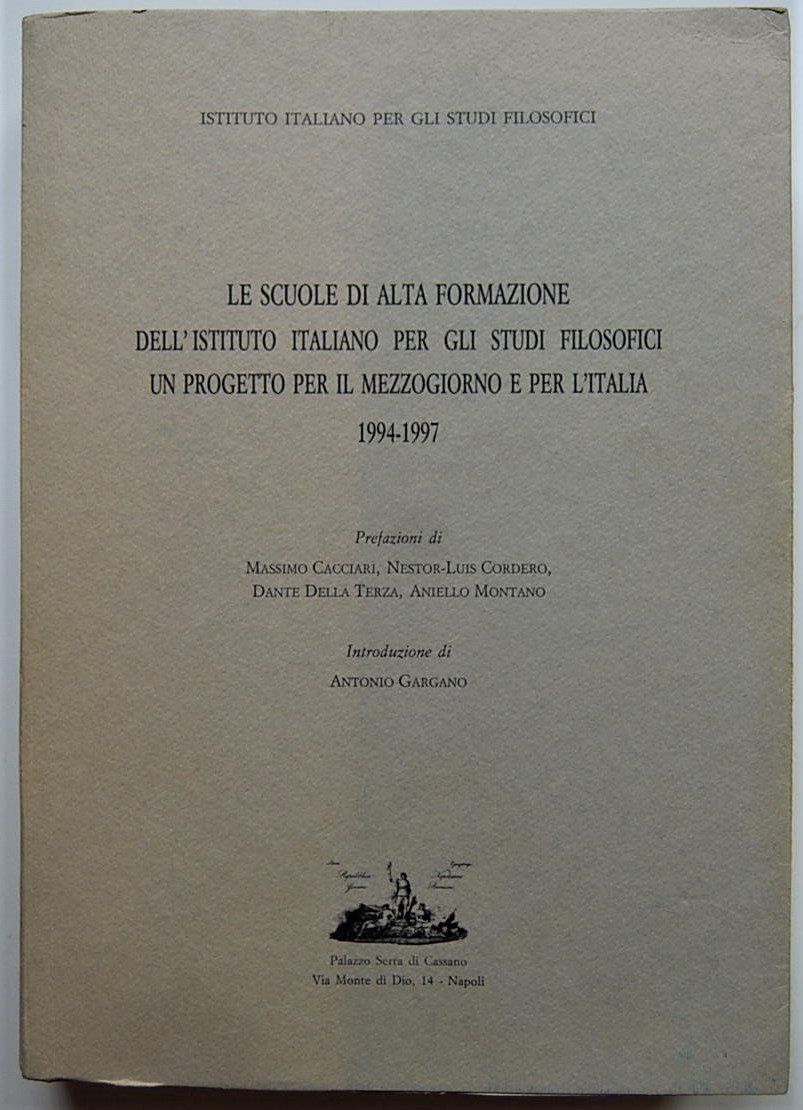 ISTITUTO ITALIANO PER GLI STUDI FILOSOFICI
LE SCUOLE DI ALTA FORMAZIONE
DELL'ISTITUTO ITALIANO PER GLI STUDI FILOSOFICI
UN PROGETTO PER IL MEZZOGIORNO E PER L'ITALIA
1994-1997
Prefazioni di
MASSIMO CACCIARI, NESTOR-LUIS CORDERO,
DANTE DELLA TERZA, ANIELLO MONTANO
Introduzione di
ANTONIO GARGANO
Palazzo Serra di Cassano
Via Monte di Dio, 14 - Napoli